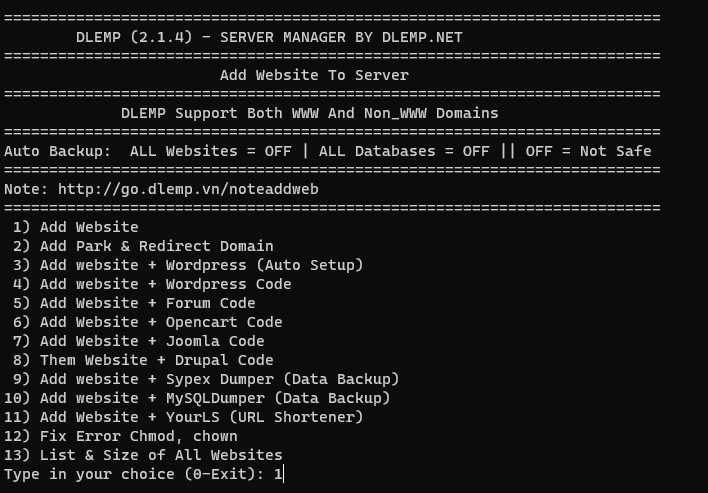 =========================================================================
DLEMP (2.1.4) - SERVER MANAGER BY DLEMP.NET
=========================================================================
Add Website To Server
=========================================================================
DLEMP Support Both WWW And Non_WWW Domains
=========================================================================
Auto Backup:  ALL Websites = OFF | ALL Databases = OFF || OFF = Not Safe
=========================================================================
Note: http://go.dlemp.vn/noteaddweb
=========================================================================
1) Add Website
2) Add Park & Redirect Domain
3) Add website + Wordpress (Auto Setup)
4) Add website + Wordpress Code
5) Add Website + Forum Code
6) Add Website + Opencart Code
7) Add Website + Joomla Code
8) Them Website + Drupal Code
9) Add website + Sypex Dumper (Data Backup)
10) Add website + MySQLDumper (Data Backup)
11) Add Website + YourLS (URL Shortener)
12) Fix Error Chmod, chown
13) List & Size of All Websites
Type in your choice (0-Exit): 1